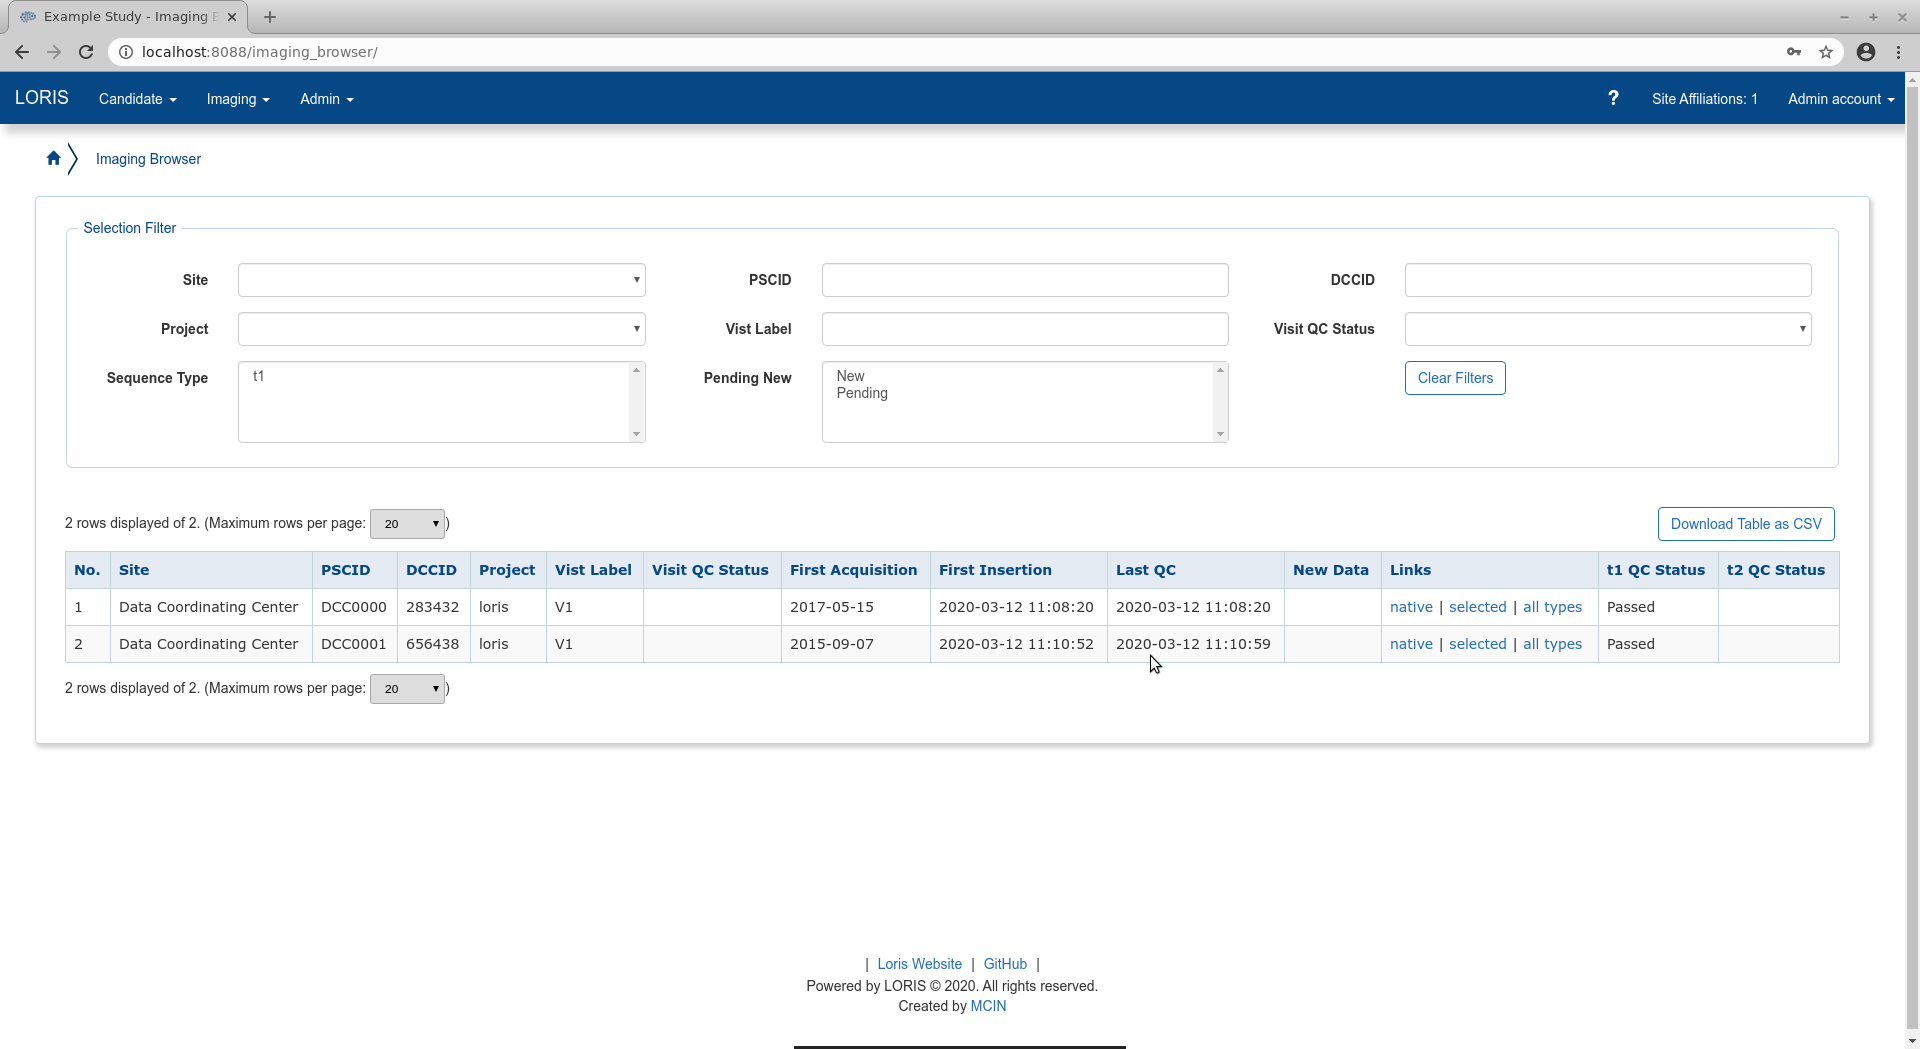 Example Study - Imaging B
localhost:8088/imaging_browser/
LORIS Candidate Imaging Admin ? Site Affiliations: 1 Admin account
Imaging Browser
Selection Filter
Site PSCID DCCID
Project Vist Label Visit QC Status
Sequence Type t1 Pending New New Clear Filters
Pending
2 rows displayed of 2. (Maximum rows per page: 20 ) Download Table as CSV
No. Site PSCID DCCID Project Vist Label Visit QC Status First Acquisition First Insertion Last QC New Data Links t1 QC Status t2 QC Status
1 Data Coordinating Center DCC0000 283432 loris V1 2017-05-15 2020-03-12 11:08:20 2020-03-12 11:08:20 native | selected | all types Passed
2 Data Coordinating Center DCC0001 656438 loris V1 2015-09-07 2020-03-12 11:10:52 2020-03-12 11:10:59 native | selected | all types Passed
2 rows displayed of 2. (Maximum rows per page: 20 )
| Loris Website | GitHub |
Powered by LORIS © 2020. All rights reserved.
Created by MCIN